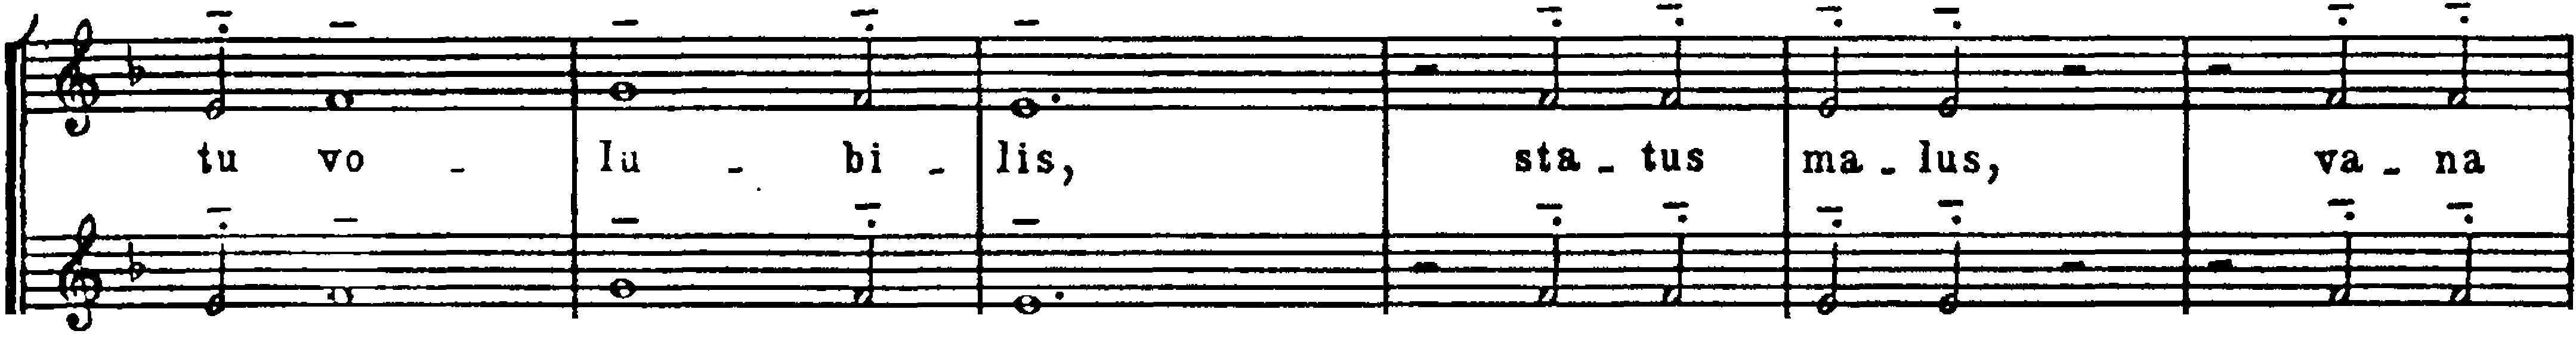 tu vo - lu - bi - lis, sta - tus ma - lus, va - na